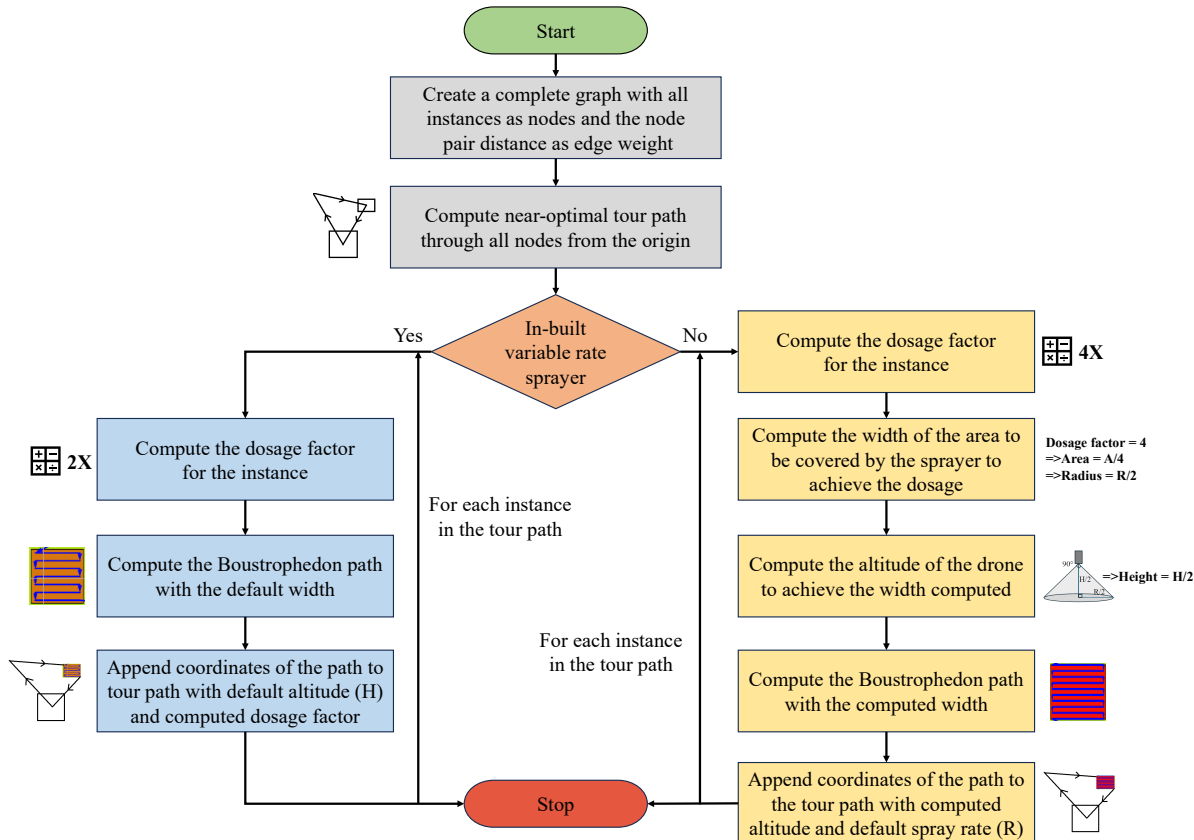 Start
Create a complete graph with all
instances as nodes and the node
pair distance as edge weight
Compute near-optimal tour path
through all nodes from the origin
In-built
variable rate
sprayer
Yes
No
Compute the dosage factor
for the instance
2X
Compute the Boustrophedon path
with the default width
Append coordinates of the path to
tour path with default altitude (H)
and computed dosage factor
For each instance
in the tour path
Compute the dosage factor
for the instance
4X
Compute the width of the area to
be covered by the sprayer to
achieve the dosage
Dosage factor = 4
=>Area = A/4
=>Radius = R/2
Compute the altitude of the drone
to achieve the width computed
90°
H/2
R/2
=>Height = H/2
For each instance
in the tour path
Compute the Boustrophedon path
with the computed width
Append coordinates of the path to
the tour path with computed
altitude and default spray rate (R)
Stop